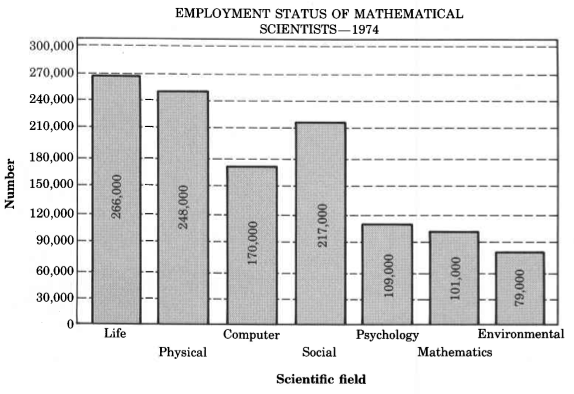 EMPLOYMENT STATUS OF MATHEMATICAL
SCIENTISTS—1974
300,000
270,000
240,000
210,000
180,000
150,000
120,000
90,000
60,000
30,000
0
Number
266,000
248,000
170,000
217,000
109,000
101,000
79,000
Life
Computer
Psychology
Environmental
Physical
Social
Mathematics
Scientific field